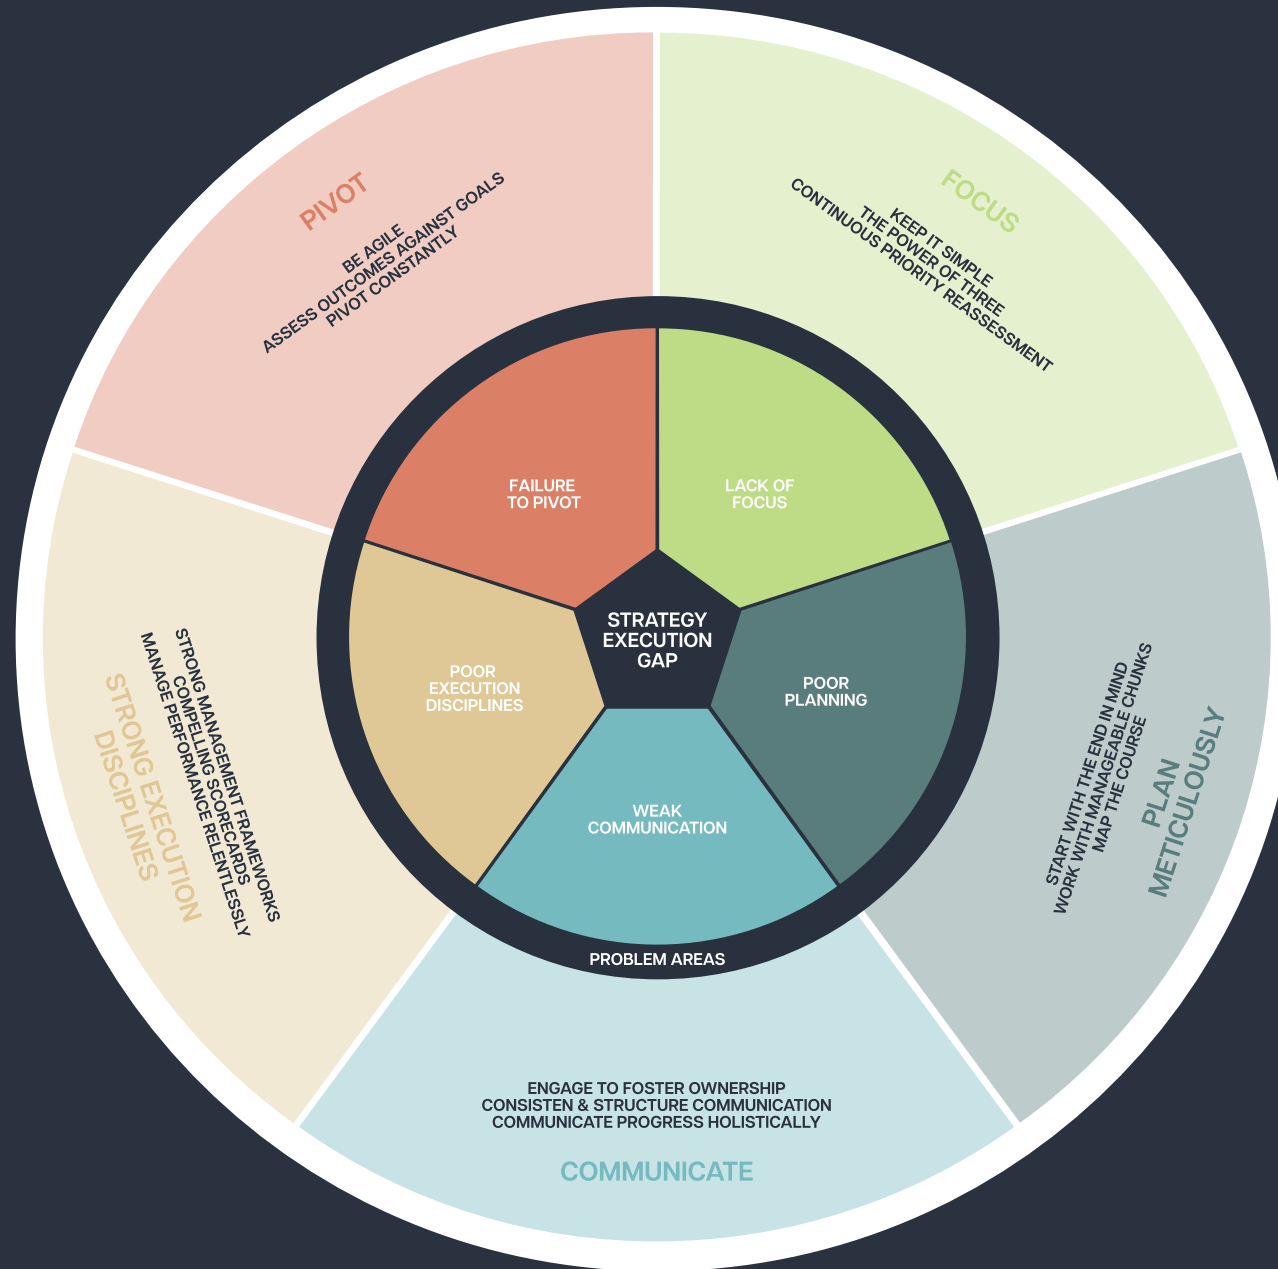 PIVOT
BE AGILE
ASSESS OUTCOMES AGAINST GOALS
PIVOT CONSTANTLY
FOCUS
KEEP IT SIMPLE
THE POWER OF THREE
CONTINUOUS PRIORITY REASSESSMENT
FAILURE
TO PIVOT
LACK OF
FOCUS
STRATEGY
EXECUTION
GAP
POOR
EXECUTION
DISCIPLINES
POOR
PLANNING
WEAK
COMMUNICATION
PROBLEM AREAS
STRONG MANAGEMENT FRAMEWORKS
COMPELLING SCORECARDS
MANAGE PERFORMANCE RELENTLESSLY
STRONG EXECUTION
DISCIPLINES
START WITH THE END IN MIND
WORK WITH MANAGEABLE CHUNKS
MAP THE COURSE
PLAN
METICULOUSLY
ENGAGE TO FOSTER OWNERSHIP
CONSISTEN & STRUCTURE COMMUNICATION
COMMUNICATE PROGRESS HOLISTICALLY
COMMUNICATE